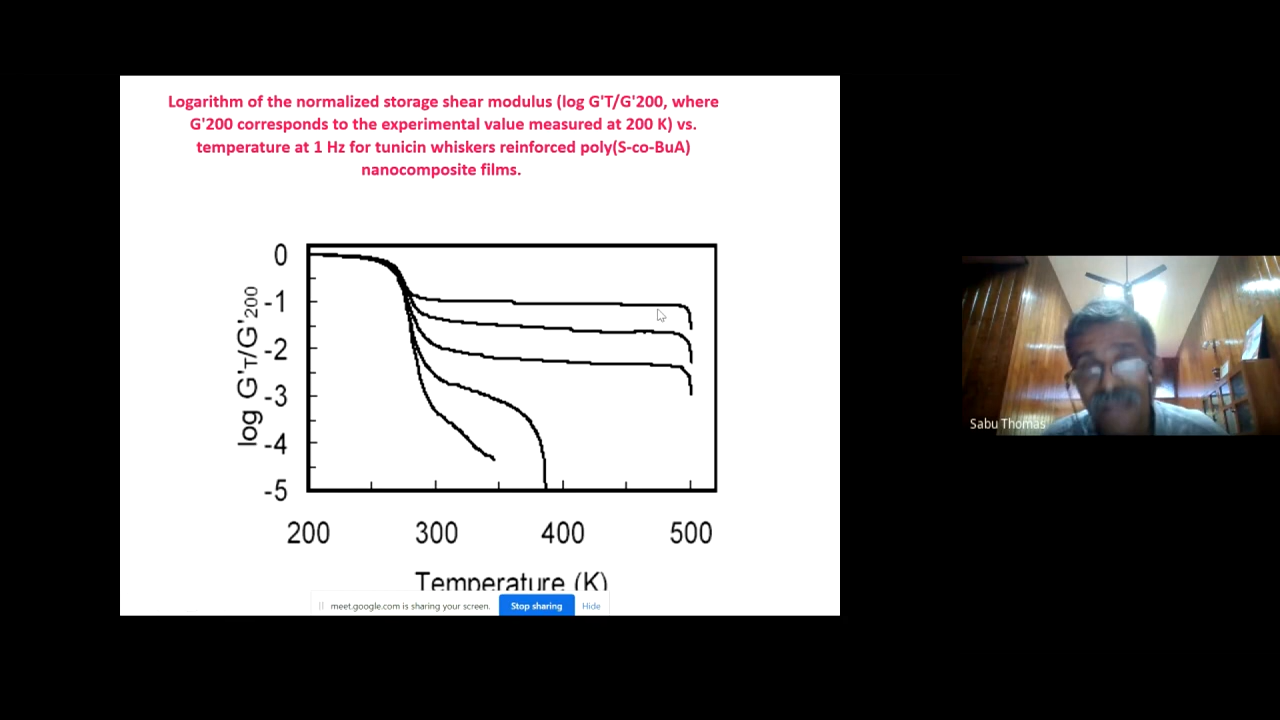 Logarithm of the normalized storage shear modulus (log G'T/G'200, where
G'200 corresponds to the experimental value measured at 200 K) vs.
temperature at 1 Hz for tunicin whiskers reinforced poly(S-co-BuA)
nanocomposite films.
log G'T/G'200
0
-1
-2
-3
-4
-5
200 300 400 500
Temperature (K)
meet.google.com is sharing your screen. Stop sharing Hide
Sabu Thomas